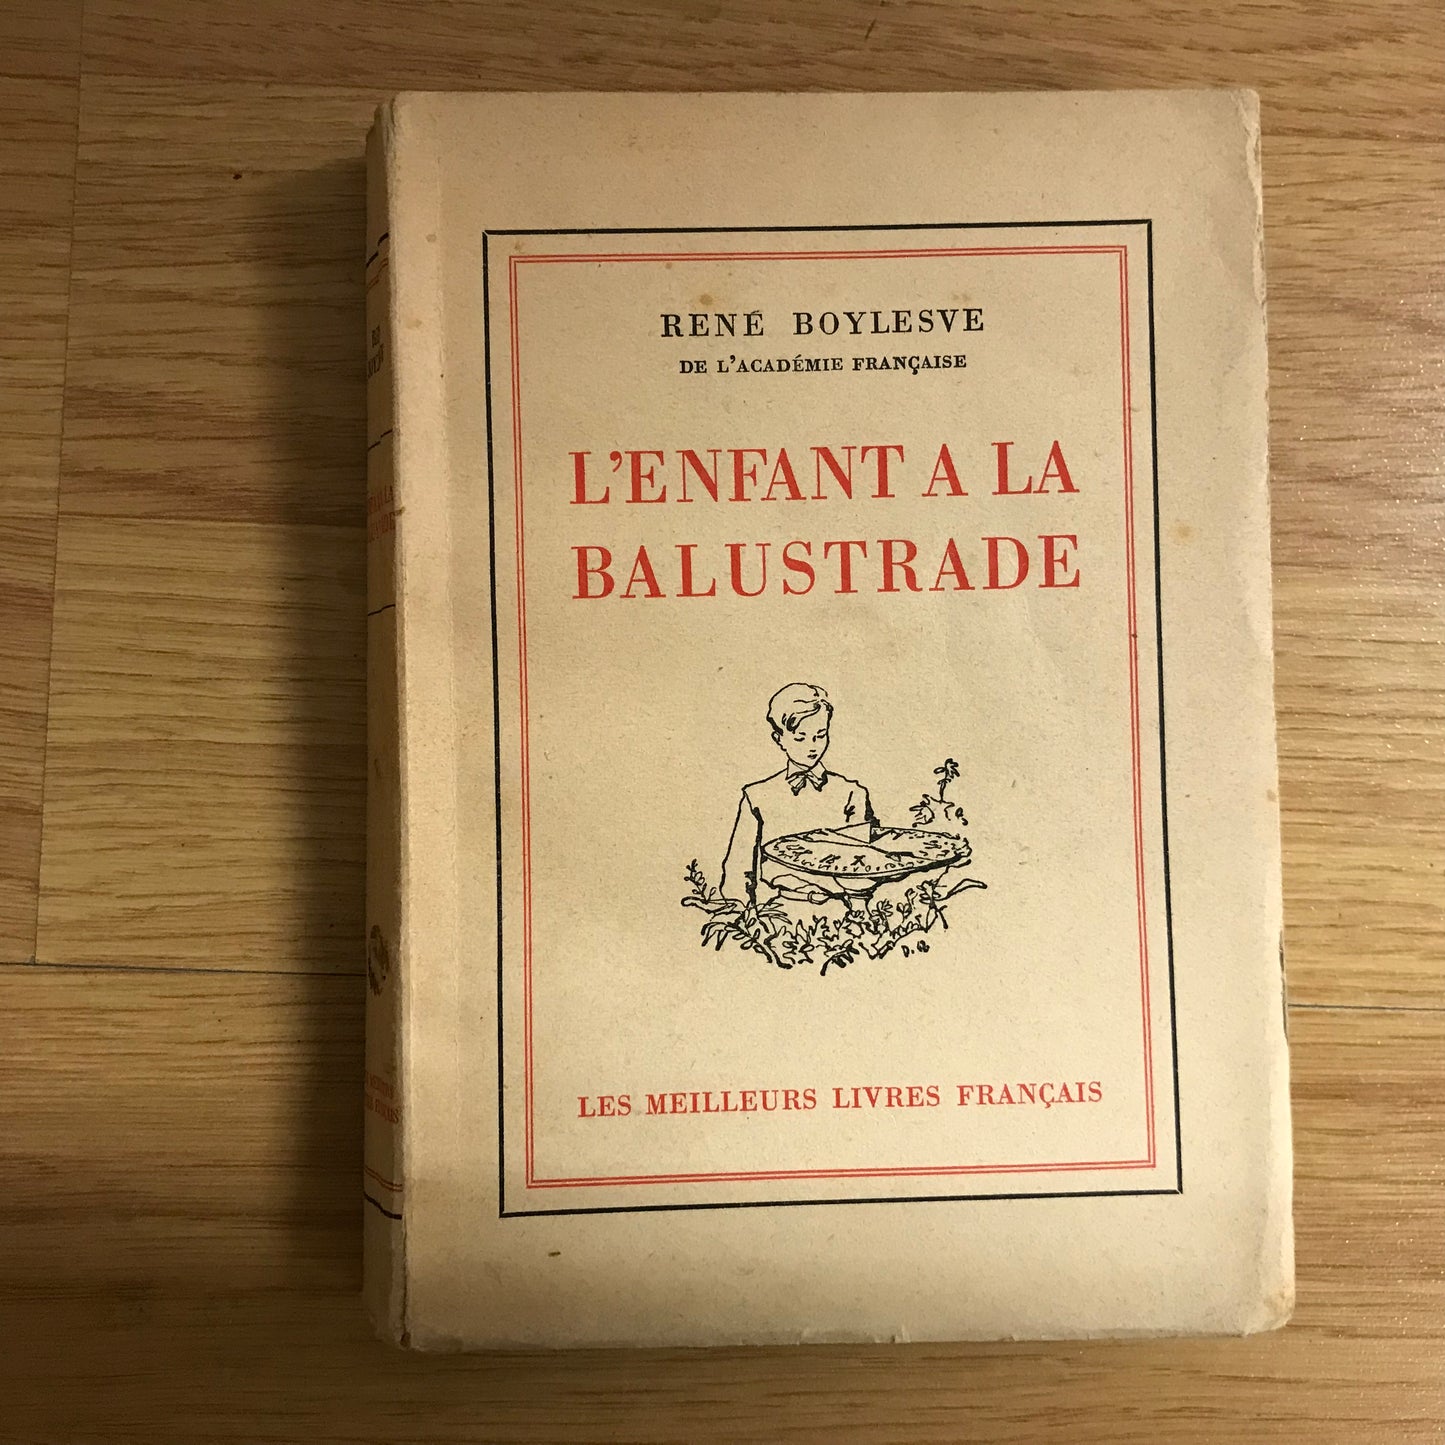 RENÉ BOYLESVE
DE L'ACADÉMIE FRANÇAISE
L'ENFANT A LA
BALUSTRADE
LES MEILLEURS LIVRES FRANÇAIS